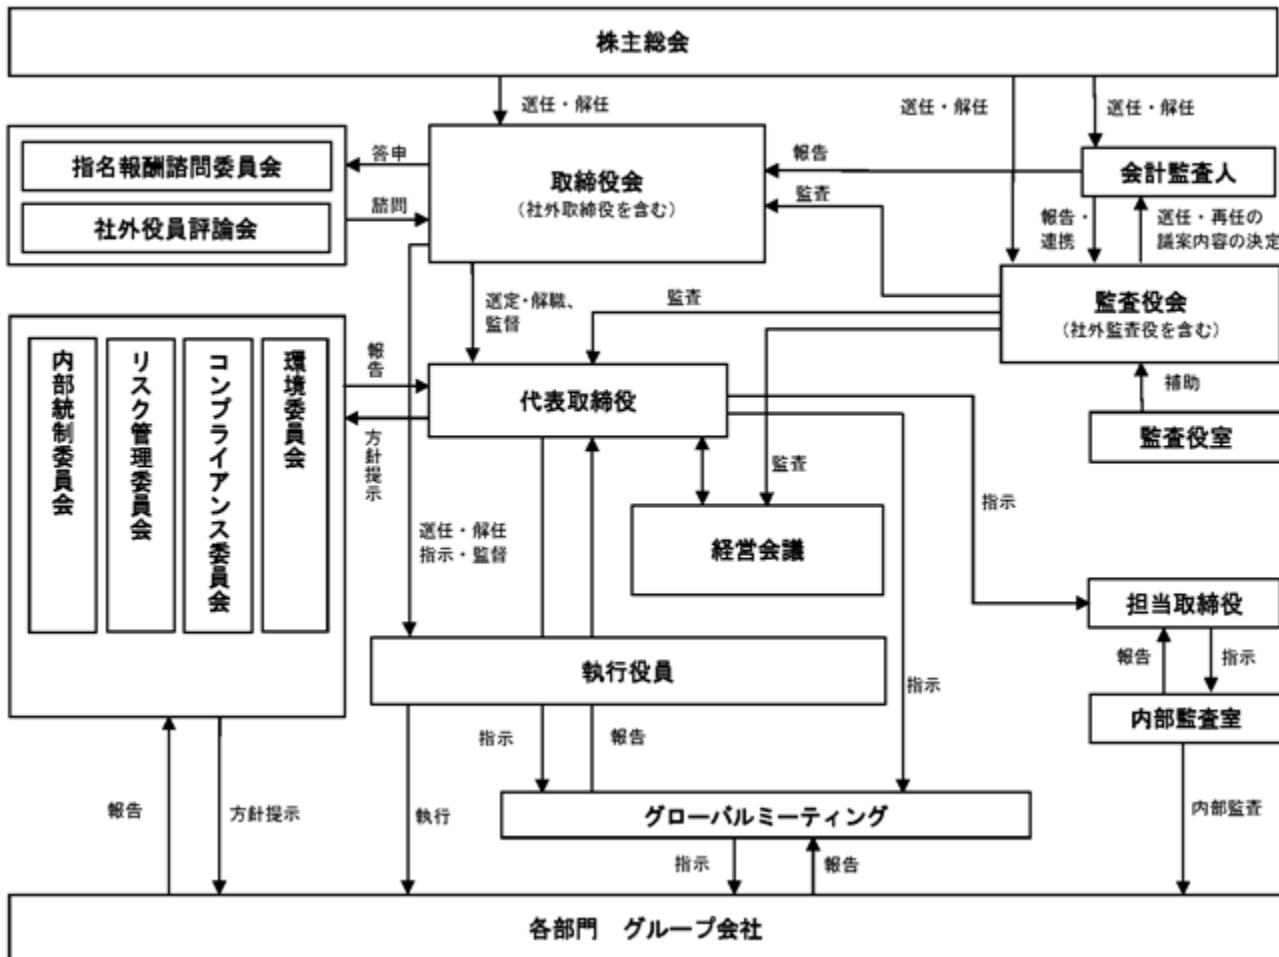 株主総会
選任・解任
選任・解任
選任・解任
指名報酬諮問委員会
社外役員評論会
答申
諮問
取締役会
（社外取締役を含む）
報告
監査
会計監査人
報告・
連携
選任・再任の
議案内容の決定
監査役会
（社外監査役を含む）
選定・解職、
監督
監査
補助
監査役室
内部統制委員会
リスク管理委員会
コンプライアンス委員会
環境委員会
報告
方針提示
代表取締役
監査
指示
選任・解任
指示・監督
経営会議
担当取締役
報告
指示
執行役員
指示
内部監査室
指示
報告
報告
方針提示
執行
グローバルミーティング
内部監査
指示
報告
各部門　グループ会社